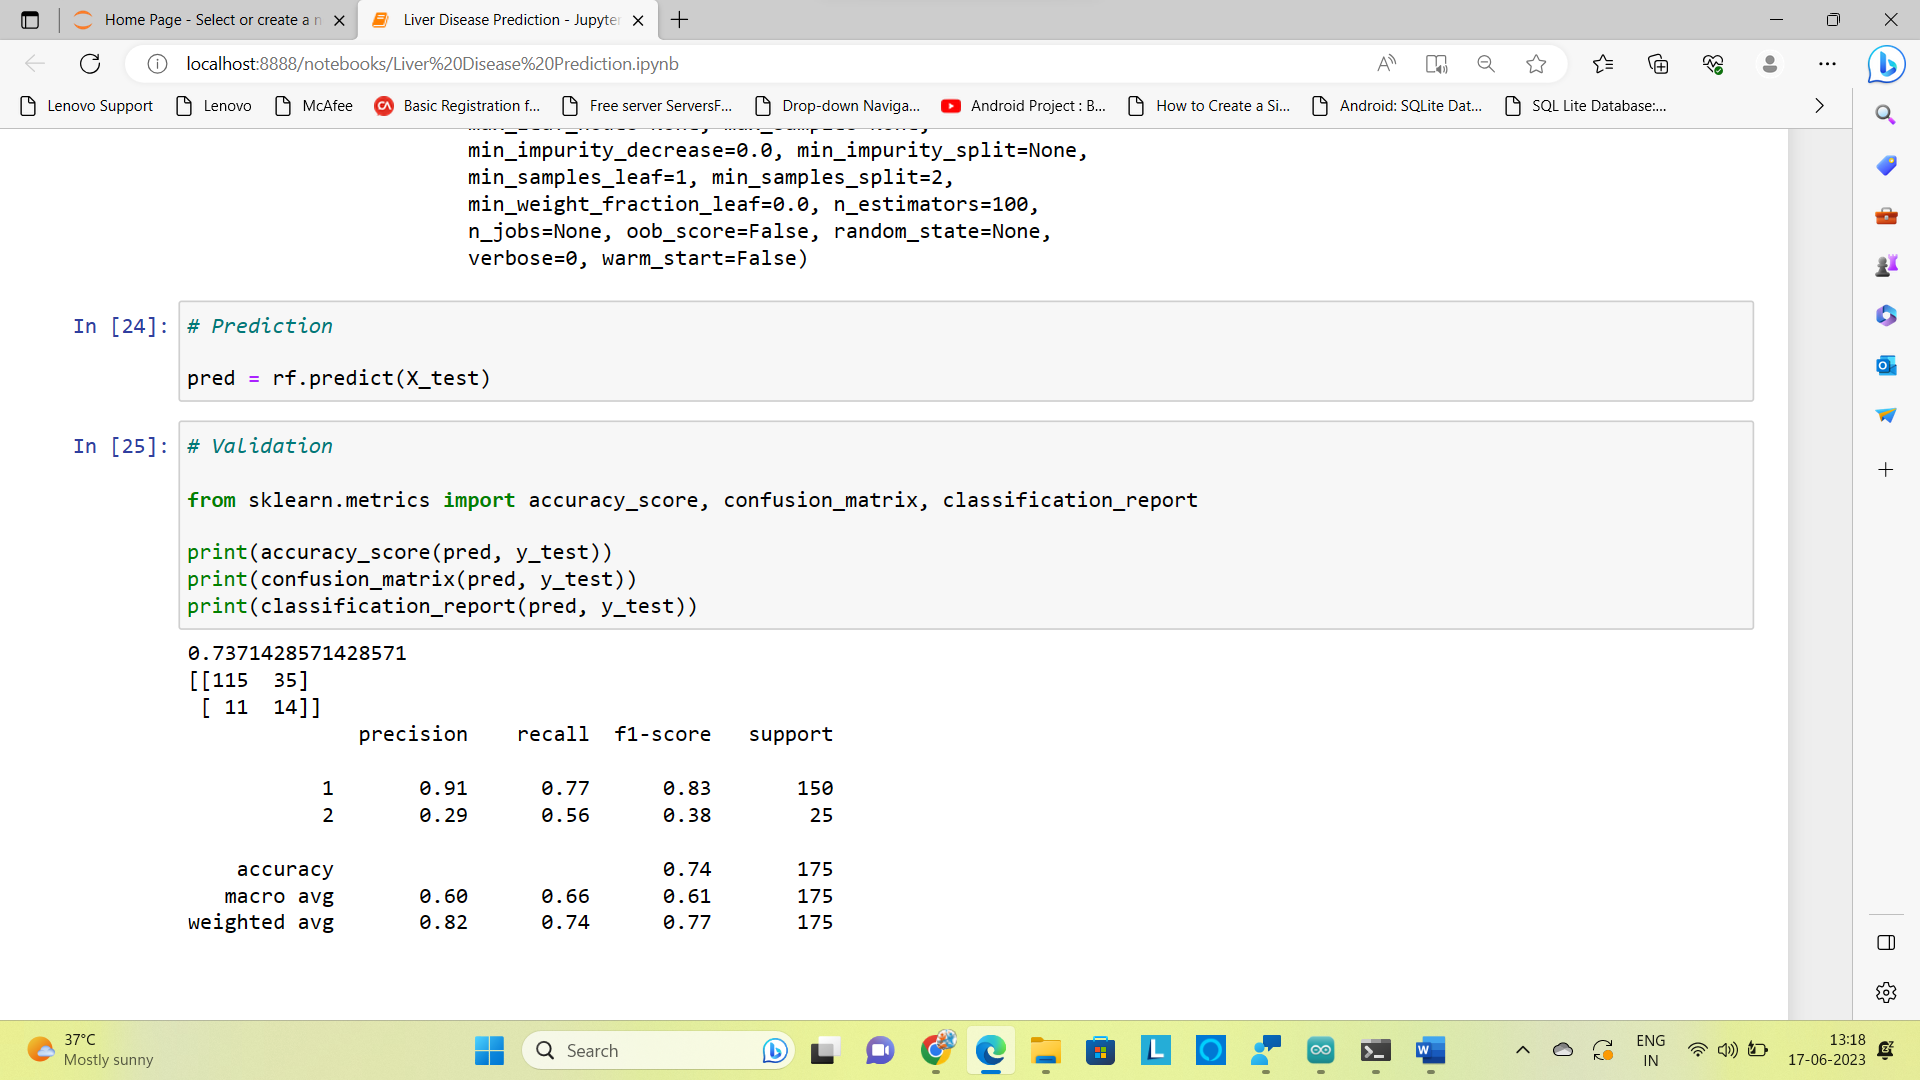 Home Page - Select or create a n
Liver Disease Prediction - Jupyte
localhost:8888/notebooks/Liver%20Disease%20Prediction.ipynb
Lenovo Support
Lenovo
McAfee
Basic Registration f...
Free server ServersF...
Drop-down Naviga...
Android Project : B...
How to Create a Si...
Android: SQLite Dat...
SQL Lite Database:...
max_leaf_nodes=None, max_samples=None,
min_impurity_decrease=0.0, min_impurity_split=None,
min_samples_leaf=1, min_samples_split=2,
min_weight_fraction_leaf=0.0, n_estimators=100,
n_jobs=None, oob_score=False, random_state=None,
verbose=0, warm_start=False)
In [24]: # Prediction
pred = rf.predict(X_test)
In [25]: # Validation
from sklearn.metrics import accuracy_score, confusion_matrix, classification_report
print(accuracy_score(pred, y_test))
print(confusion_matrix(pred, y_test))
print(classification_report(pred, y_test))
0.7371428571428571
[[115  35]
 [ 11  14]]
precision    recall  f1-score   support
1       0.91      0.77      0.83       150
2       0.29      0.56      0.38        25
accuracy                           0.74       175
macro avg       0.60      0.66      0.61       175
weighted avg       0.82      0.74      0.77       175
37°C
Mostly sunny
Search
ENG
IN
13:18
17-06-2023